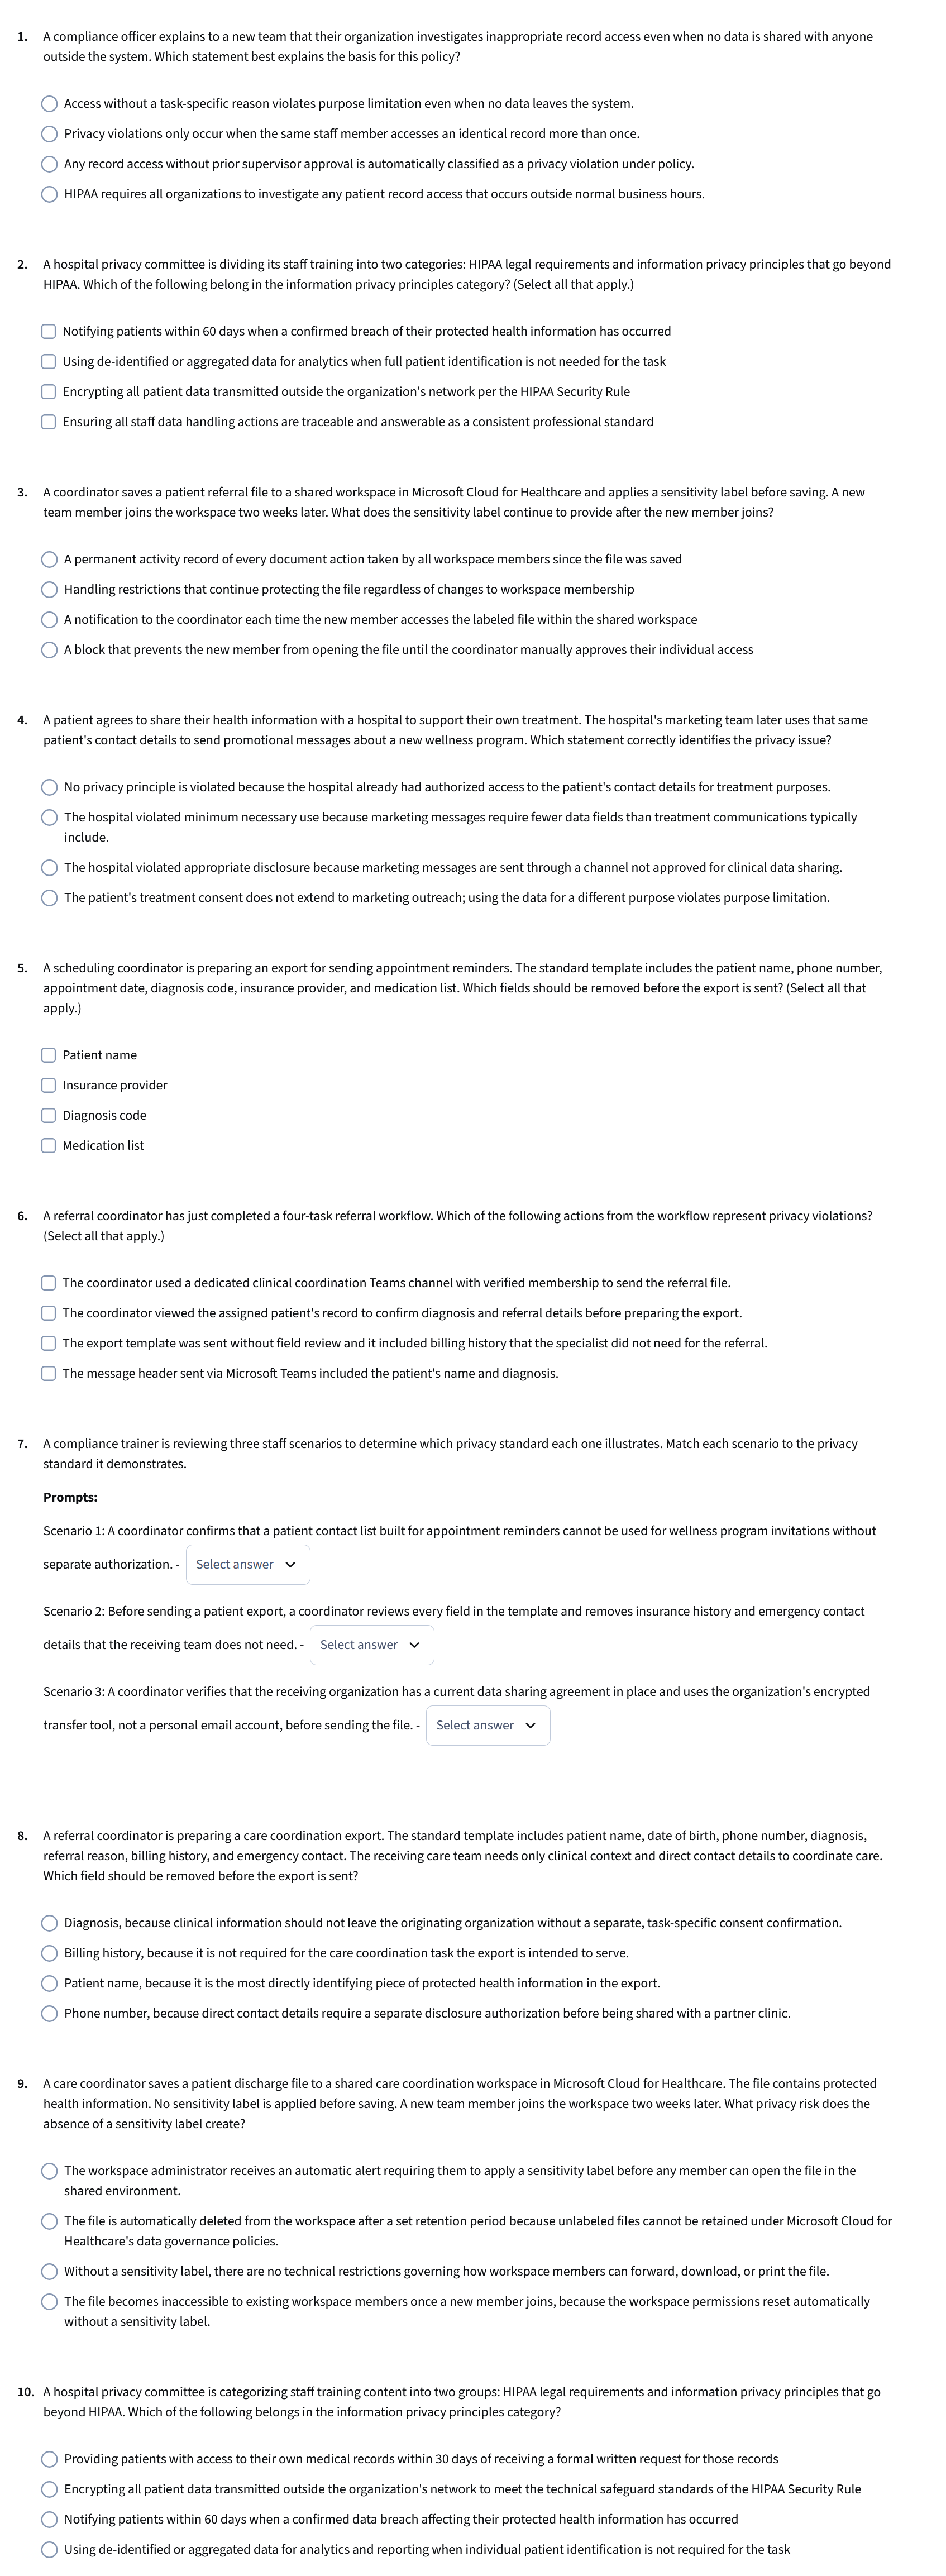 1. A compliance officer explains to a new team that their organization investigates inappropriate record access even when no data is shared with anyone
outside the system. Which statement best explains the basis for this policy?
Access without a task-specific reason violates purpose limitation even when no data leaves the system.
Privacy violations only occur when the same staff member accesses an identical record more than once.
Any record access without prior supervisor approval is automatically classified as a privacy violation under policy.
HIPAA requires all organizations to investigate any patient record access that occurs outside normal business hours.
2. A hospital privacy committee is dividing its staff training into two categories: HIPAA legal requirements and information privacy principles that go beyond
HIPAA. Which of the following belong in the information privacy principles category? (Select all that apply.)
Notifying patients within 60 days when a confirmed breach of their protected health information has occurred
Using de-identified or aggregated data for analytics when full patient identification is not needed for the task
Encrypting all patient data transmitted outside the organization's network per the HIPAA Security Rule
Ensuring all staff data handling actions are traceable and answerable as a consistent professional standard
3. A coordinator saves a patient referral file to a shared workspace in Microsoft Cloud for Healthcare and applies a sensitivity label before saving. A new
team member joins the workspace two weeks later. What does the sensitivity label continue to provide after the new member joins?
A permanent activity record of every document action taken by all workspace members since the file was saved
Handling restrictions that continue protecting the file regardless of changes to workspace membership
A notification to the coordinator each time the new member accesses the labeled file within the shared workspace
A block that prevents the new member from opening the file until the coordinator manually approves their individual access
4. A patient agrees to share their health information with a hospital to support their own treatment. The hospital's marketing team later uses that same
patient's contact details to send promotional messages about a new wellness program. Which statement correctly identifies the privacy issue?
No privacy principle is violated because the hospital already had authorized access to the patient's contact details for treatment purposes.
The hospital violated minimum necessary use because marketing messages require fewer data fields than treatment communications typically
include.
The hospital violated appropriate disclosure because marketing messages are sent through a channel not approved for clinical data sharing.
The patient's treatment consent does not extend to marketing outreach; using the data for a different purpose violates purpose limitation.
5. A scheduling coordinator is preparing an export for sending appointment reminders. The standard template includes the patient name, phone number,
appointment date, diagnosis code, insurance provider, and medication list. Which fields should be removed before the export is sent? (Select all that
apply.)
Patient name
Insurance provider
Diagnosis code
Medication list
6. A referral coordinator has just completed a four-task referral workflow. Which of the following actions from the workflow represent privacy violations?
(Select all that apply.)
The coordinator used a dedicated clinical coordination Teams channel with verified membership to send the referral file.
The coordinator viewed the assigned patient's record to confirm diagnosis and referral details before preparing the export.
The export template was sent without field review and it included billing history that the specialist did not need for the referral.
The message header sent via Microsoft Teams included the patient's name and diagnosis.
7. A compliance trainer is reviewing three staff scenarios to determine which privacy standard each one illustrates. Match each scenario to the privacy
standard it demonstrates.
Prompts:
Scenario 1: A coordinator confirms that a patient contact list built for appointment reminders cannot be used for wellness program invitations without
separate authorization. - Select answer
Scenario 2: Before sending a patient export, a coordinator reviews every field in the template and removes insurance history and emergency contact
details that the receiving team does not need. - Select answer
Scenario 3: A coordinator verifies that the receiving organization has a current data sharing agreement in place and uses the organization's encrypted
transfer tool, not a personal email account, before sending the file. - Select answer
8. A referral coordinator is preparing a care coordination export. The standard template includes patient name, date of birth, phone number, diagnosis,
referral reason, billing history, and emergency contact. The receiving care team needs only clinical context and direct contact details to coordinate care.
Which field should be removed before the export is sent?
Diagnosis, because clinical information should not leave the originating organization without a separate, task-specific consent confirmation.
Billing history, because it is not required for the care coordination task the export is intended to serve.
Patient name, because it is the most directly identifying piece of protected health information in the export.
Phone number, because direct contact details require a separate disclosure authorization before being shared with a partner clinic.
9. A care coordinator saves a patient discharge file to a shared care coordination workspace in Microsoft Cloud for Healthcare. The file contains protected
health information. No sensitivity label is applied before saving. A new team member joins the workspace two weeks later. What privacy risk does the
absence of a sensitivity label create?
The workspace administrator receives an automatic alert requiring them to apply a sensitivity label before any member can open the file in the
shared environment.
The file is automatically deleted from the workspace after a set retention period because unlabeled files cannot be retained under Microsoft Cloud for
Healthcare's data governance policies.
Without a sensitivity label, there are no technical restrictions governing how workspace members can forward, download, or print the file.
The file becomes inaccessible to existing workspace members once a new member joins, because the workspace permissions reset automatically
without a sensitivity label.
10. A hospital privacy committee is categorizing staff training content into two groups: HIPAA legal requirements and information privacy principles that go
beyond HIPAA. Which of the following belongs in the information privacy principles category?
Providing patients with access to their own medical records within 30 days of receiving a formal written request for those records
Encrypting all patient data transmitted outside the organization's network to meet the technical safeguard standards of the HIPAA Security Rule
Notifying patients within 60 days when a confirmed data breach affecting their protected health information has occurred
Using de-identified or aggregated data for analytics and reporting when individual patient identification is not required for the task